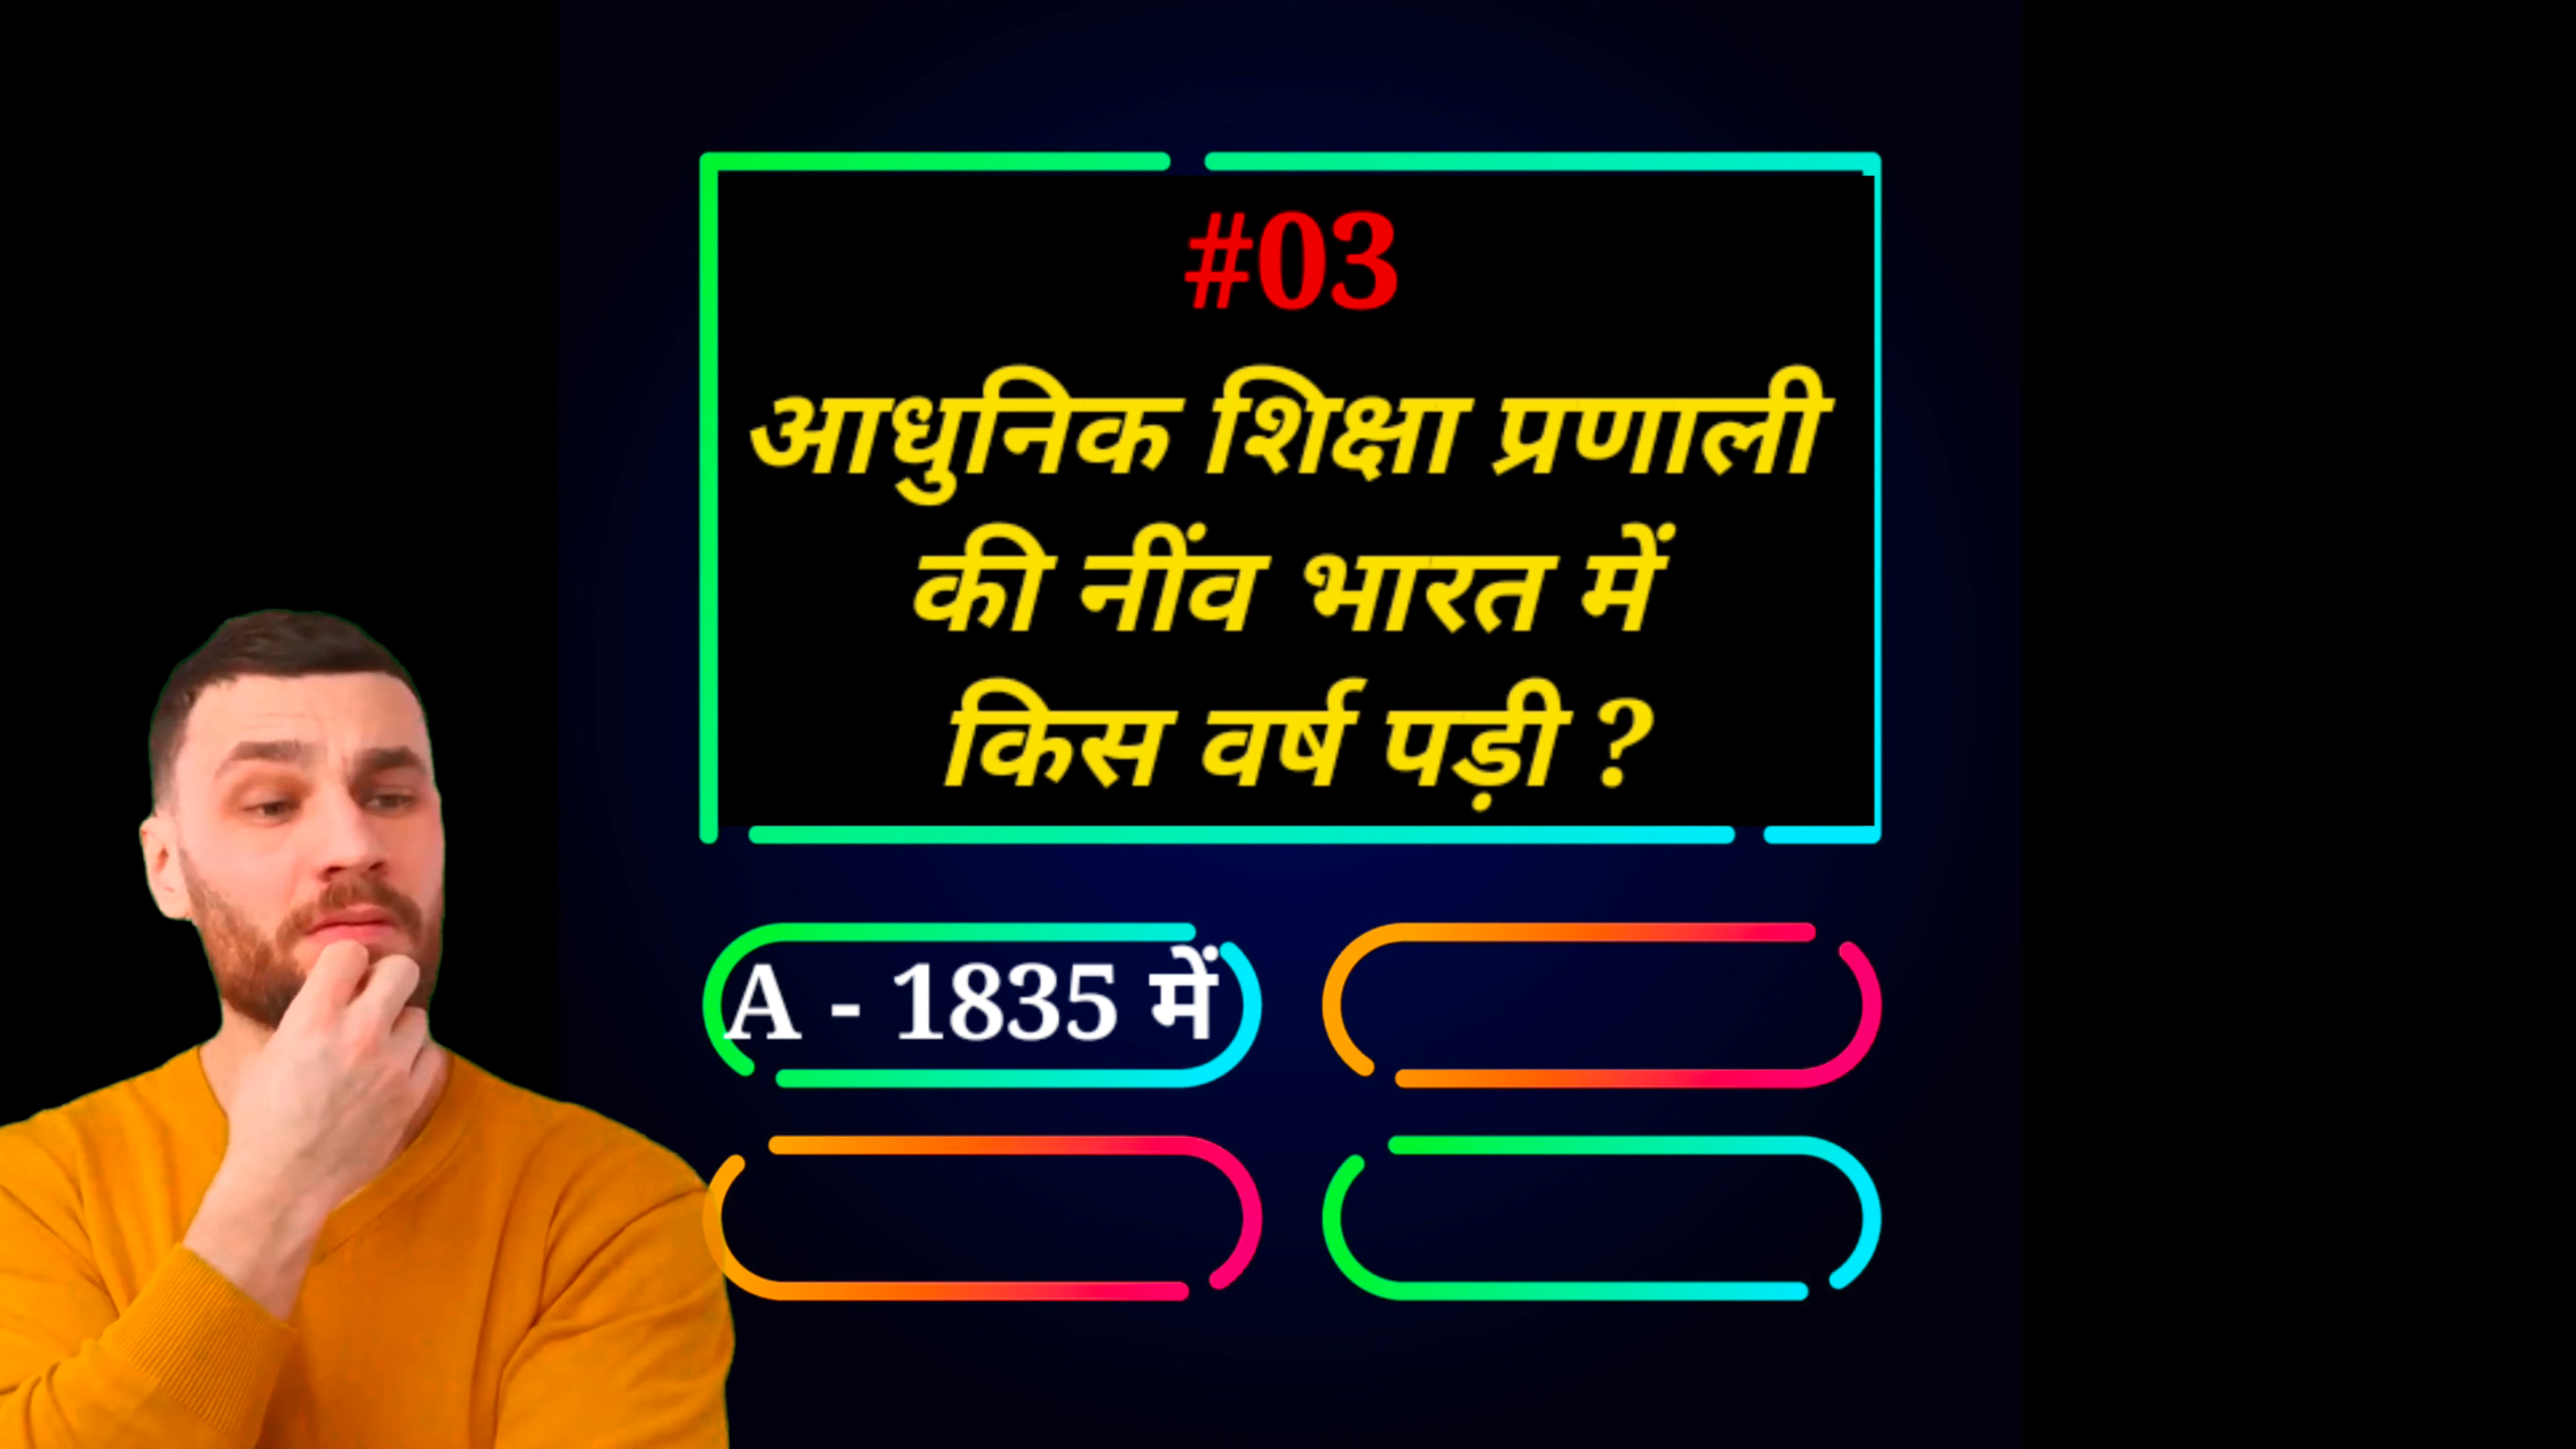 #03
आधुनिक शिक्षा प्रणाली
की नींव भारत में
किस वर्ष पड़ी ?
A - 1835 में